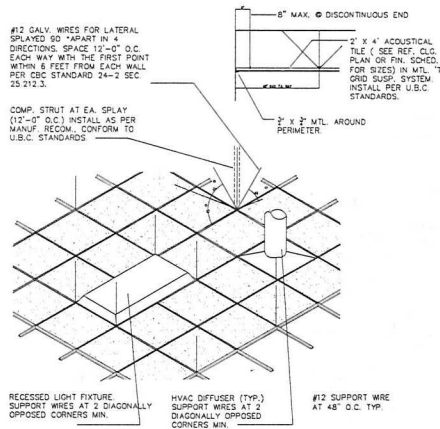 #12 GALV. WIRES FOR LATERAL
SPLAYED 90 °APART IN 4
DIRECTIONS, SPACE 12'-0" O.C.
EACH WAY WITH THE FIRST POINT
WITHIN 6 FEET FROM EACH WALL
PER CBC STANDARD 24-2 SEC.
25.212.3.
COMP. STRUT AT EA. SPLAY
(12'-0" O.C.) INSTALL AS PER
MANUF. RECOM., CONFORM TO
U.B.C. STANDARDS
8" MAX. @ DISCONTINUOUS END
2' X 4' ACOUSTICAL
TILE ( SEE REF. CLG.
PLAN OR FIN. SCHED.
FOR SIZES) IN MTL. "T
GRID SUSP. SYSTEM
INSTALL PER U.B.C.
STANDARDS.
MTL. AROUND
PERIMETER.
RECESSED LIGHT FIXTURE.
SUPPORT WIRES AT 2 DIAGONALLY
OPPOSED CORNERS MIN.
HVAC DIFFUSER (TYP.)
SUPPORT WIRES AT 2
DIAGONALLY OPPOSED
CORNERS MIN.
#12 SUPPORT WIRE
AT 48" O.C. TYP.